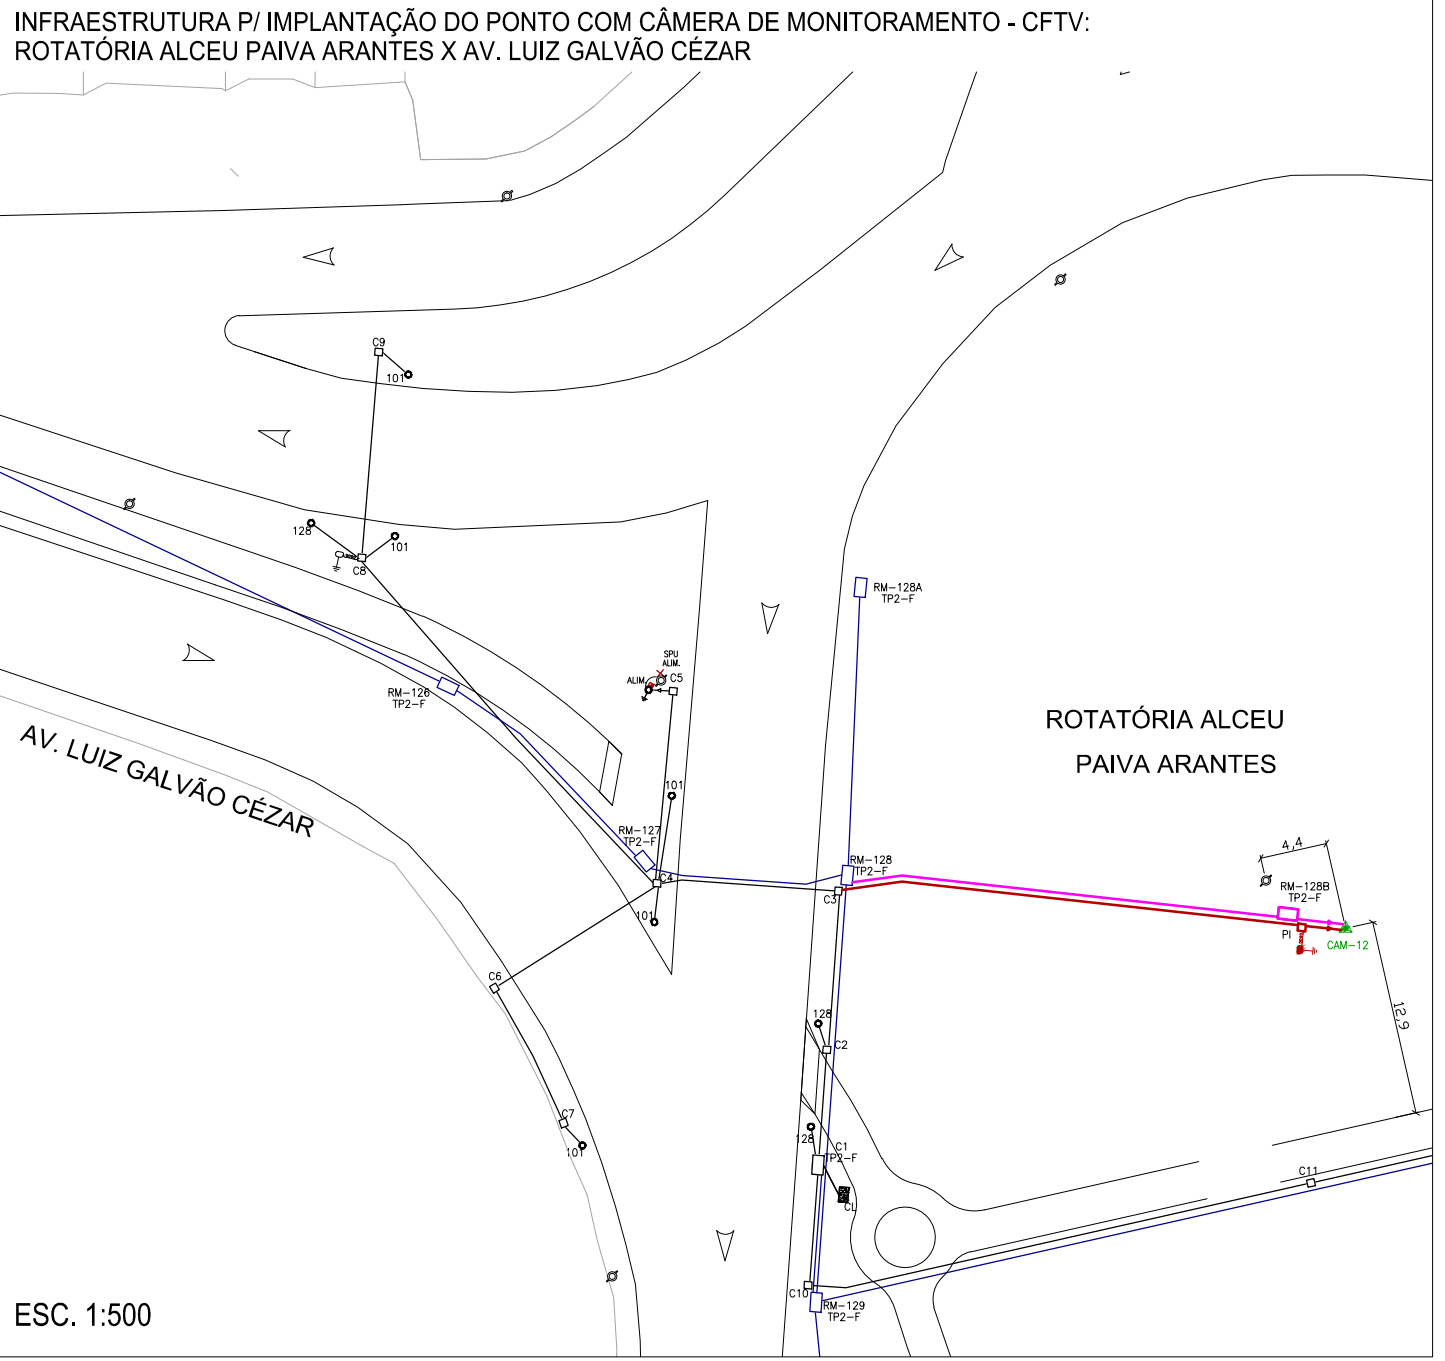 INFRAESTRUTURA P/ IMPLANTAÇÃO DO PONTO COM CÂMERA DE MONITORAMENTO - CFTV:
ROTATÓRIA ALCEU PAIVA ARANTES X AV. LUIZ GALVÃO CÉZAR
C9
101
128
101
C8
RM-128A
TP2-F
SPU
ALIM.
ALIM.
C5
RM-126
TP2-F
ROTATÓRIA ALCEU
PAIVA ARANTES
AV. LUIZ GALVÃO CÉZAR
101
RM-127
TP2-F
C4
RM-128
TP2-F
C3
4,4
RM-128B
TP2-F
PI
CAM-12
101
C6
12,9
128
C2
C7
101
128
C1
TP2-F
CL
C11
C10
RM-129
TP2-F
ESC. 1:500